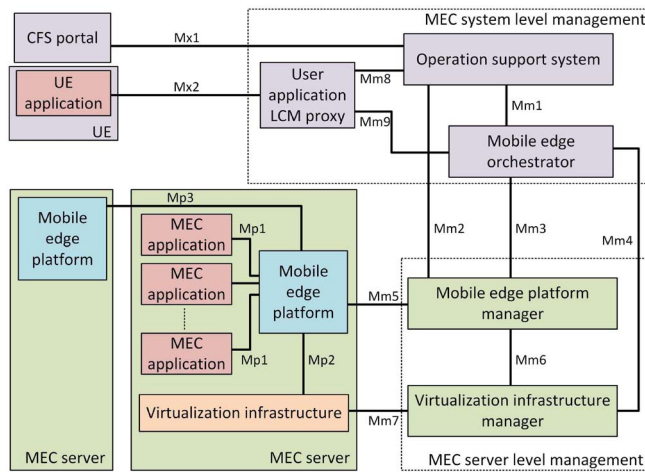 MEC system level management
CFS portal
Mx1
Operation support system
UE
application
UE
Mx2
User
application
LCM proxy
Mm8
Mm9
Mm1
Mobile edge
orchestrator
Mm2
Mm3
Mm4
Mobile
edge
platform
MEC server
Mp3
MEC
application
Mp1
MEC
application
MEC
application
Mp1
Mobile
edge
platform
Mp2
Mm5
Mobile edge platform
manager
Mm6
Virtualization infrastructure
MEC server
Mm7
Virtualization infrastructure
manager
MEC server level management